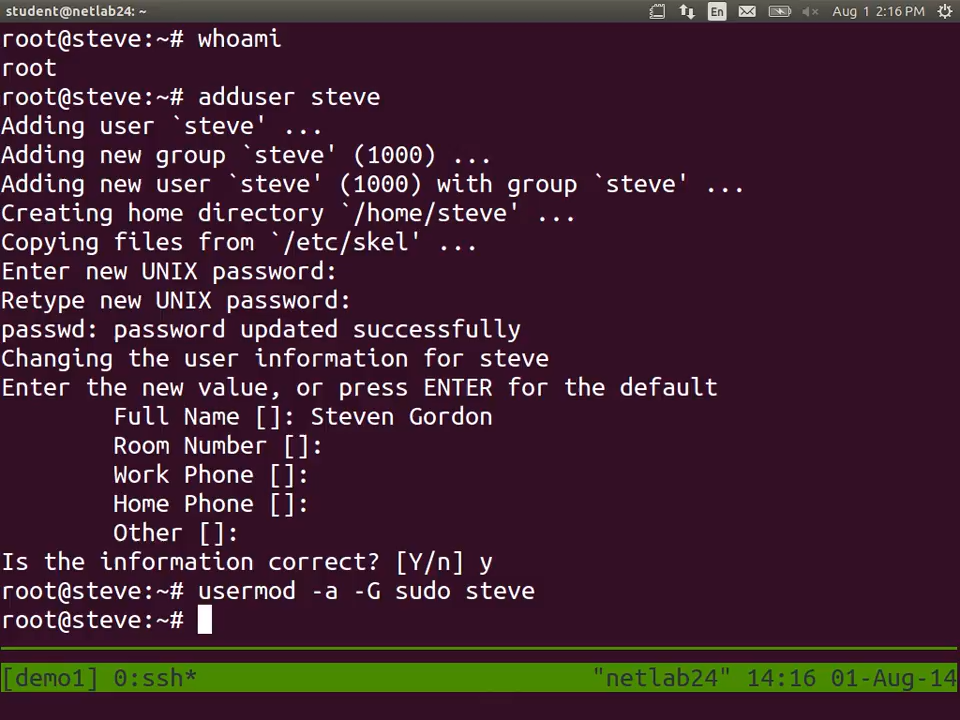 student@netlab24: ~ En Aug 1 2:16 PM
root@steve:~# whoami
root
root@steve:~# adduser steve
Adding user `steve' ...
Adding new group `steve' (1000) ...
Adding new user `steve' (1000) with group `steve' ...
Creating home directory `/home/steve' ...
Copying files from `/etc/skel' ...
Enter new UNIX password:
Retype new UNIX password:
passwd: password updated successfully
Changing the user information for steve
Enter the new value, or press ENTER for the default
Full Name []: Steven Gordon
Room Number []:
Work Phone []:
Home Phone []:
Other []:
Is the information correct? [Y/n] y
root@steve:~# usermod -a -G sudo steve
root@steve:~#
[demo1] 0:ssh* "netlab24" 14:16 01-Aug-14